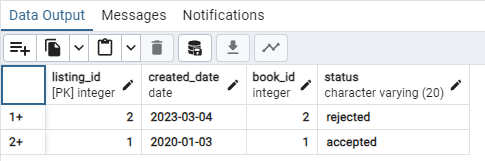 Data Output Messages Notifications
listing_id created_date book_id status
[PK] integer date integer character varying (20)
1+ 2 2023-03-04 2 rejected
2+ 1 2020-01-03 1 accepted